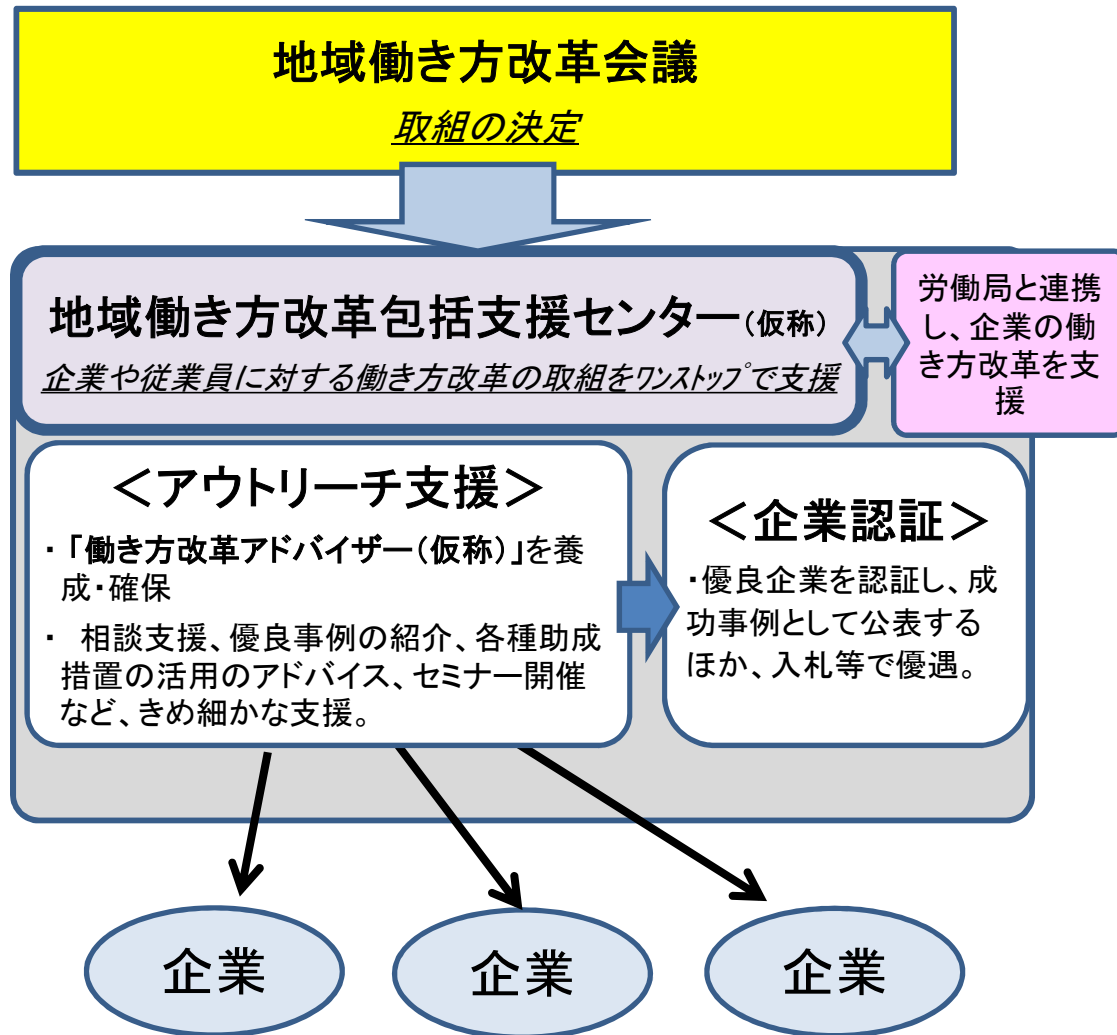 地域働き方改革会議
取組の決定
地域働き方改革包括支援センター(仮称)
企業や従業員に対する働き方改革の取組をﾜﾝｽﾄｯﾌﾟで支援
労働局と連携
し、企業の働
き方改革を支
援
＜アウトリーチ支援＞
・「働き方改革アドバイザー(仮称)」を養
成・確保
・ 相談支援、優良事例の紹介、各種助成
措置の活用のアドバイス、セミナー開催
など、きめ細かな支援。
＜企業認証＞
・優良企業を認証し、成
功事例として公表する
ほか、入札等で優遇。
企業
企業
企業